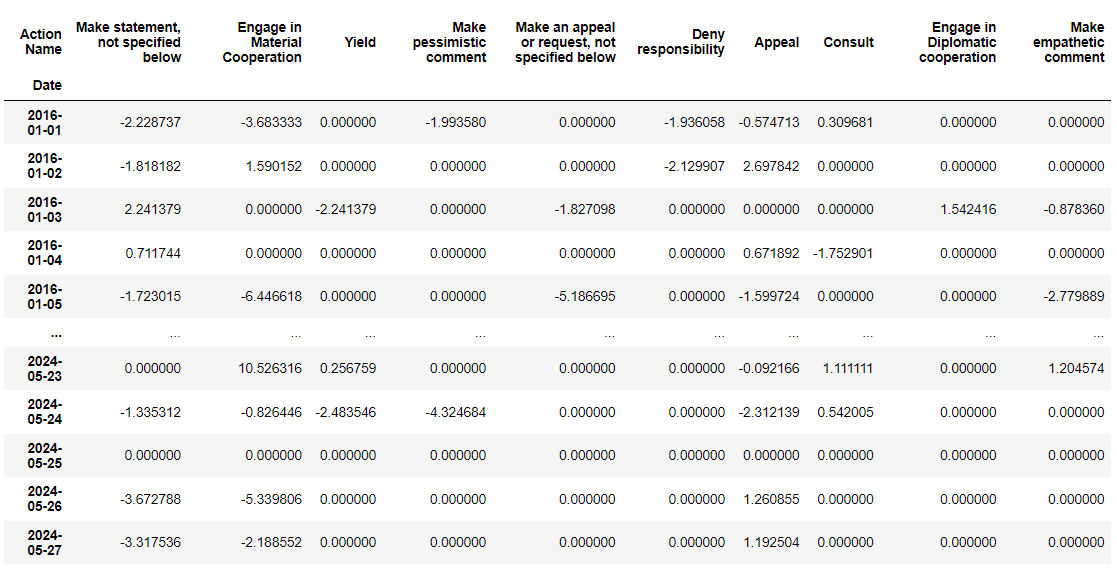 Action Name	Make statement, not specified below	Engage in Material Cooperation	Yield	Make pessimistic comment	Make an appeal or request, not specified below	Deny responsibility	Appeal	Consult	Engage in Diplomatic cooperation	Make empathetic comment
Date
2016-01-01	-2.228737	-3.683333	0.000000	-1.993580	0.000000	-1.936058	-0.574713	0.309681	0.000000	0.000000
2016-01-02	-1.818182	1.590152	0.000000	0.000000	0.000000	-2.129907	2.697842	0.000000	0.000000	0.000000
2016-01-03	2.241379	0.000000	-2.241379	0.000000	-1.827098	0.000000	0.000000	0.000000	1.542416	-0.878360
2016-01-04	0.711744	0.000000	0.000000	0.000000	0.000000	0.000000	0.671892	-1.752901	0.000000	0.000000
2016-01-05	-1.723015	-6.446618	0.000000	0.000000	-5.186695	0.000000	-1.599724	0.000000	0.000000	-2.779889
...	...	...	...	...	...	...	...	...	...	...
2024-05-23	0.000000	10.526316	0.256759	0.000000	0.000000	0.000000	-0.092166	1.111111	0.000000	1.204574
2024-05-24	-1.335312	-0.826446	-2.483546	-4.324684	0.000000	0.000000	-2.312139	0.542005	0.000000	0.000000
2024-05-25	0.000000	0.000000	0.000000	0.000000	0.000000	0.000000	0.000000	0.000000	0.000000	0.000000
2024-05-26	-3.672788	-5.339806	0.000000	0.000000	0.000000	0.000000	1.260855	0.000000	0.000000	0.000000
2024-05-27	-3.317536	-2.188552	0.000000	0.000000	0.000000	0.000000	1.192504	0.000000	0.000000	0.000000